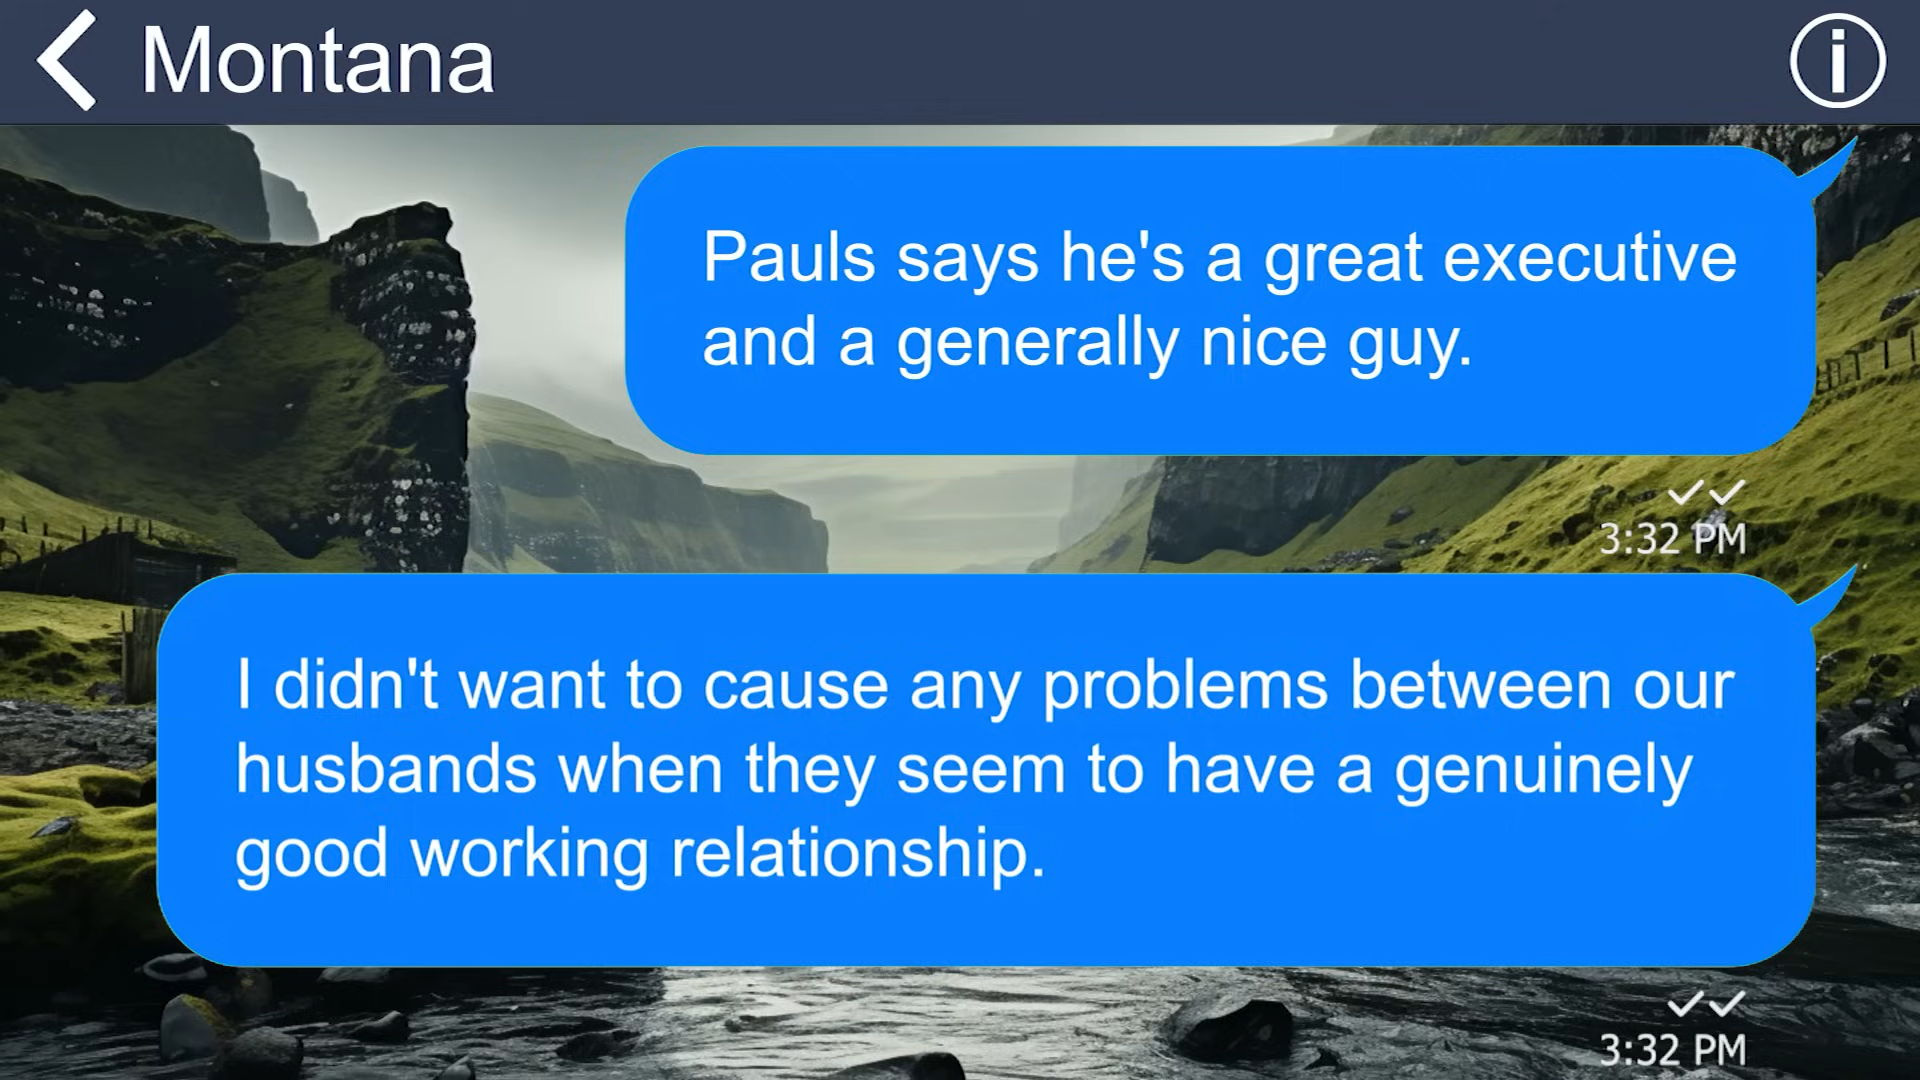 Montana
Pauls says he's a great executive
and a generally nice guy.
3:32 PM
I didn't want to cause any problems between our
husbands when they seem to have a genuinely
good working relationship.
3:32 PM